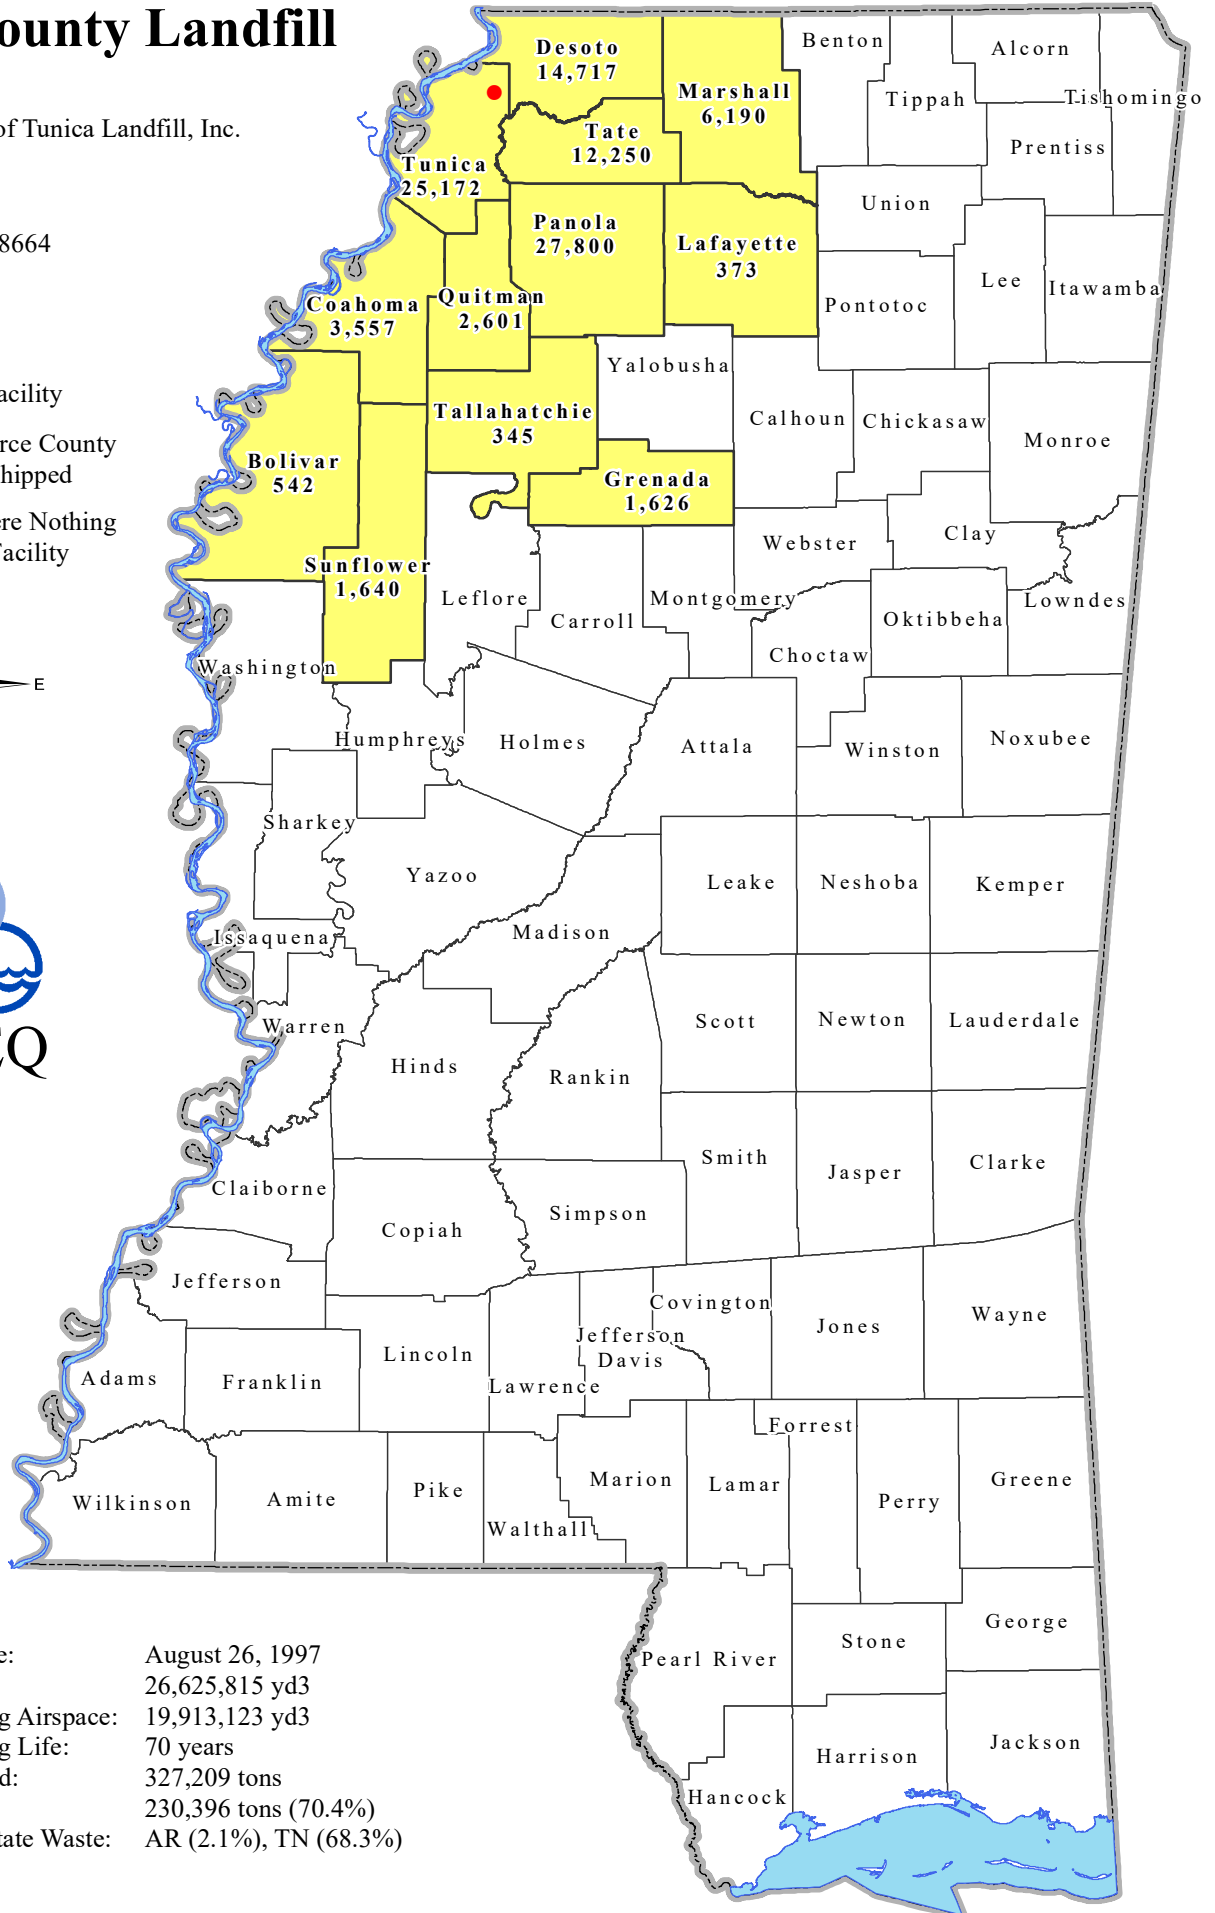 ounty Landfill
of Tunica Landfill, Inc.
8664
acility
rce County
hipped
ere Nothing
Facility
E
CQ
Desoto
14,717
Marshall
6,190
Benton
Alcorn
Tippah
Tishomingo
Prentiss
Tate
12,250
Tunica
25,172
Union
Panola
27,800
Lafayette
373
Lee
Itawamba
Pontotoc
Coahoma
3,557
Quitman
2,601
Yalobusha
Tallahatchie
345
Calhoun
Chickasaw
Monroe
Bolivar
542
Grenada
1,626
Sunflower
1,640
Webster
Clay
Leflore
Carroll
Montgomery
Oktibbeha
Lowndes
Choctaw
Washington
Humphreys
Holmes
Attala
Winston
Noxubee
Sharkey
Yazoo
Leake
Neshoba
Kemper
Issaquena
Madison
Warren
Scott
Newton
Lauderdale
Hinds
Rankin
Smith
Jasper
Clarke
Claiborne
Copiah
Simpson
Jefferson
Covington
Jefferson
Davis
Jones
Wayne
Adams
Franklin
Lincoln
Lawrence
Forrest
Wilkinson
Amite
Pike
Walthall
Marion
Lamar
Perry
Greene
Pearl River
Stone
George
Hancock
Harrison
Jackson
e: August 26, 1997
26,625,815 yd3
g Airspace: 19,913,123 yd3
g Life: 70 years
d: 327,209 tons
230,396 tons (70.4%)
tate Waste: AR (2.1%), TN (68.3%)